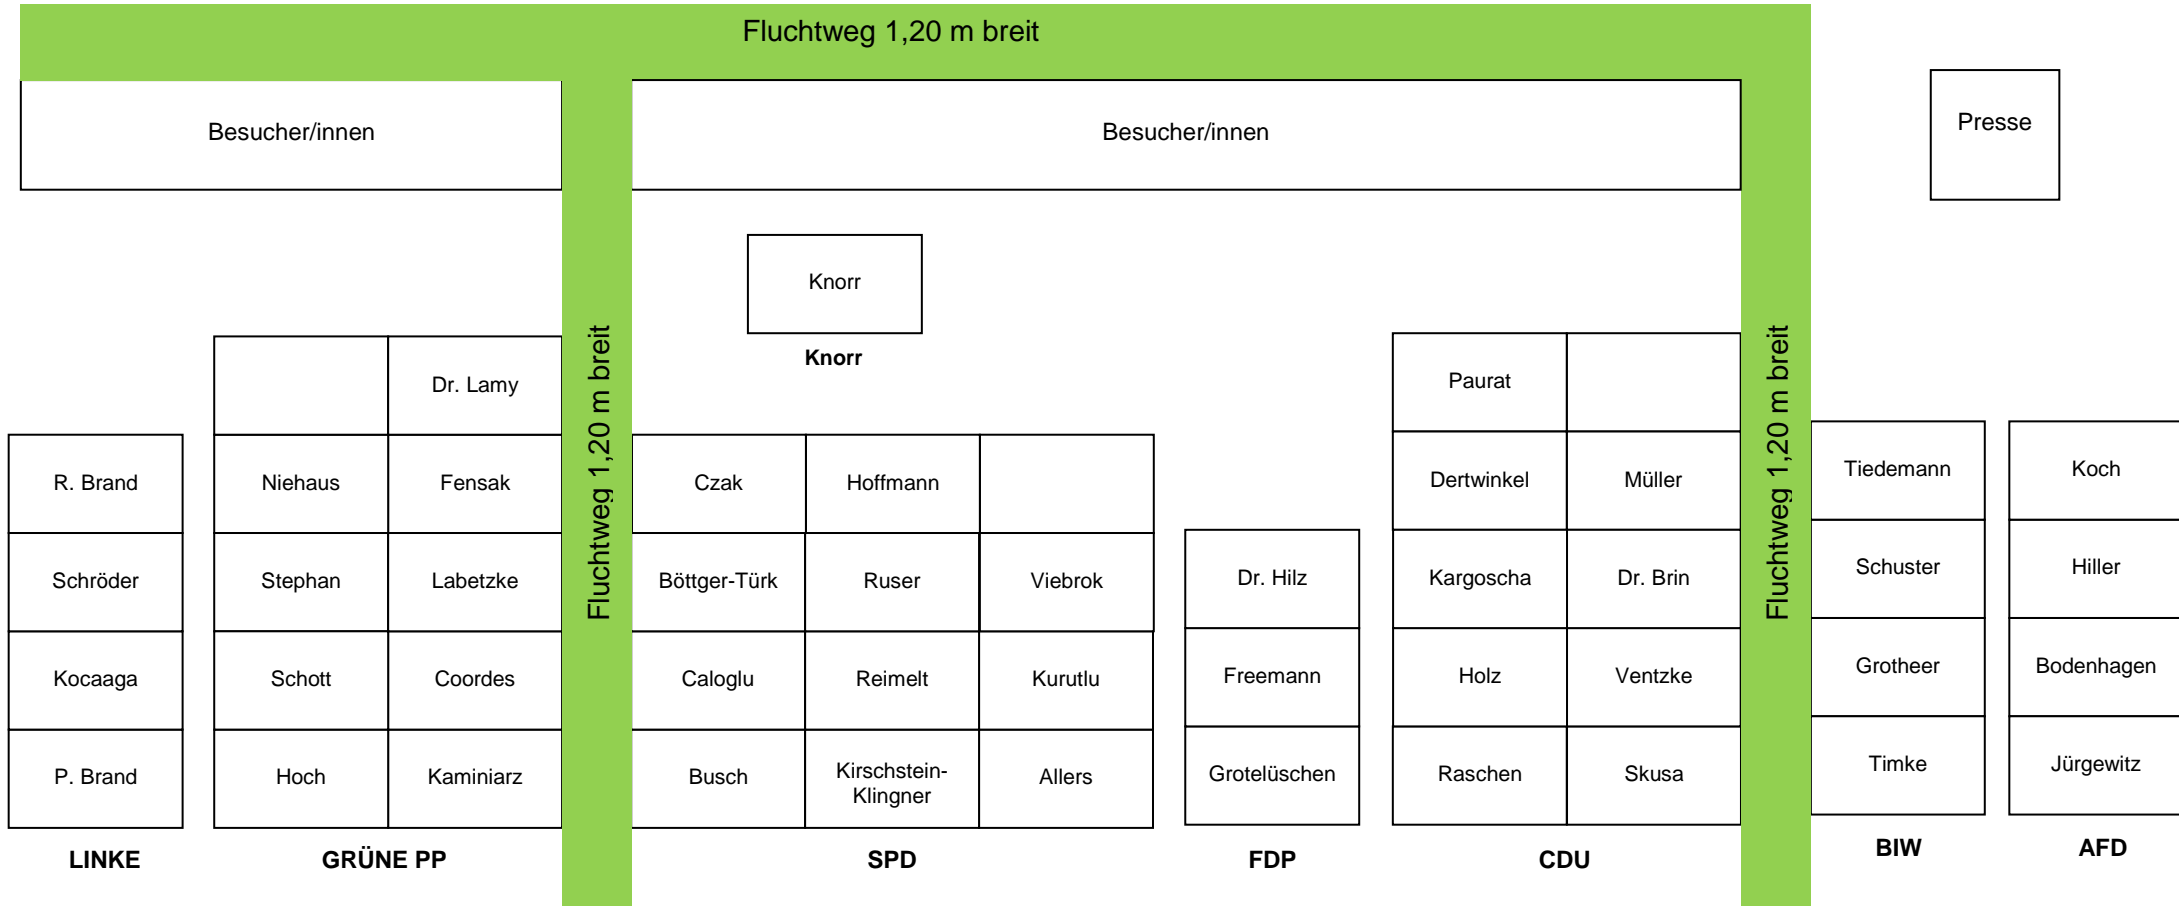 Fluchtweg 1,20 m breit
Besucher/innen
Besucher/innen
Presse
Knorr
Knorr
Fluchtweg 1,20 m breit
Fluchtweg 1,20 m breit
R. Brand
Schröder
Kocaaga
P. Brand
LINKE
Dr. Lamy
Niehaus
Fensak
Stephan
Labetzke
Schott
Coordes
Hoch
Kaminiarz
GRÜNE PP
Czak
Hoffmann
Böttger-Türk
Ruser
Viebrok
Caloglu
Reimelt
Kurutlu
Busch
Kirschstein-
Klingner
Allers
SPD
Dr. Hilz
Freemann
Grotelüschen
FDP
Paurat
Dertwinkel
Müller
Kargoscha
Dr. Brin
Holz
Ventzke
Raschen
Skusa
CDU
Tiedemann
Schuster
Grotheer
Timke
BIW
Koch
Hiller
Bodenhagen
Jürgewitz
AFD